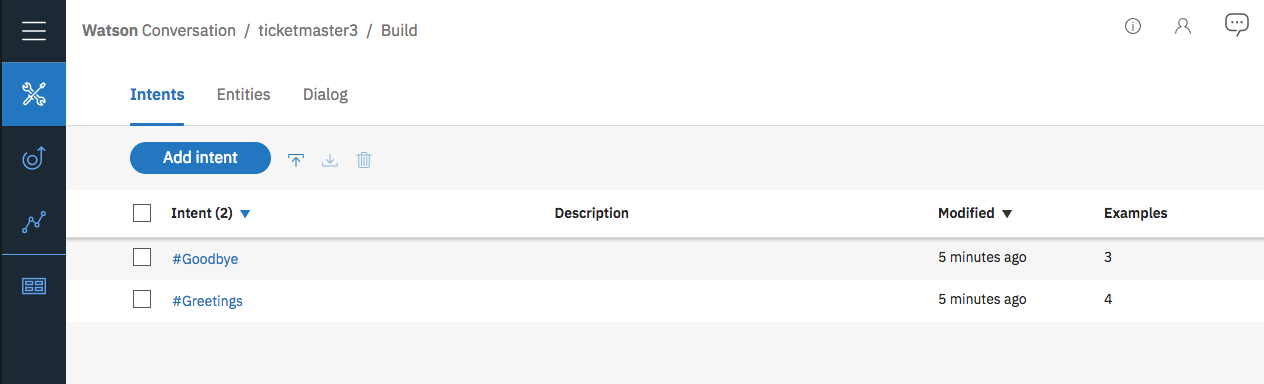 Watson Conversation / ticketmaster3 / Build
Intents Entities Dialog
Add intent
Intent (2) ▼ Description Modified ▼ Examples
#Goodbye 5 minutes ago 3
#Greetings 5 minutes ago 4